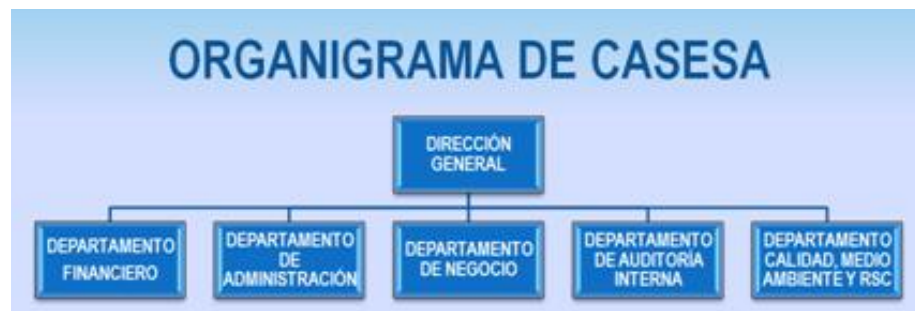 ORGANIGRAMA DE CASESA
DIRECCIÓN
GENERAL
DEPARTAMENTO
FINANCIERO
DEPARTAMENTO
DE
ADMINISTRACIÓN
DEPARTAMENTO
DE NEGOCIO
DEPARTAMENTO
DE AUDITORÍA
INTERNA
DEPARTAMENTO
CALIDAD, MEDIO
AMBIENTE Y RSC